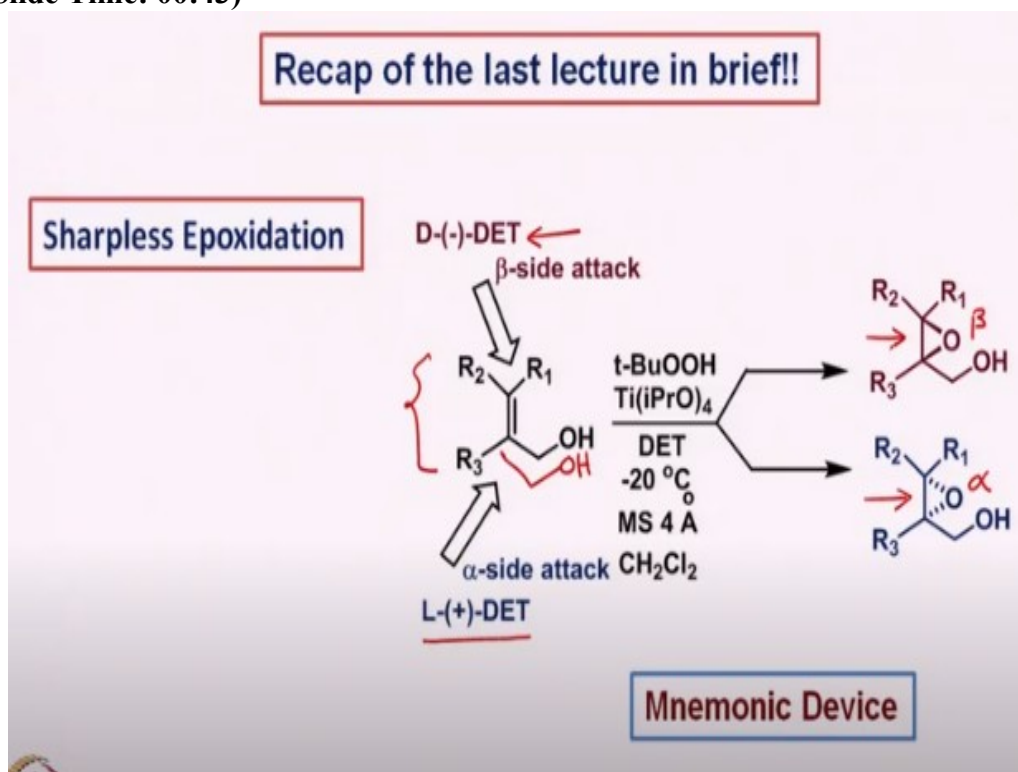 Recap of the last lecture in brief!!
Sharpless Epoxidation
D-(-)-DET
β-side attack
R2 R1
R3
OH
OH
α-side attack
L-(+)-DET
t-BuOOH
Ti(iPrO)4
DET
-20 ºC
o
MS 4 A
CH2Cl2
R2 R1
β
O
OH
R3
R2 R1
α
O
OH
R3
Mnemonic Device